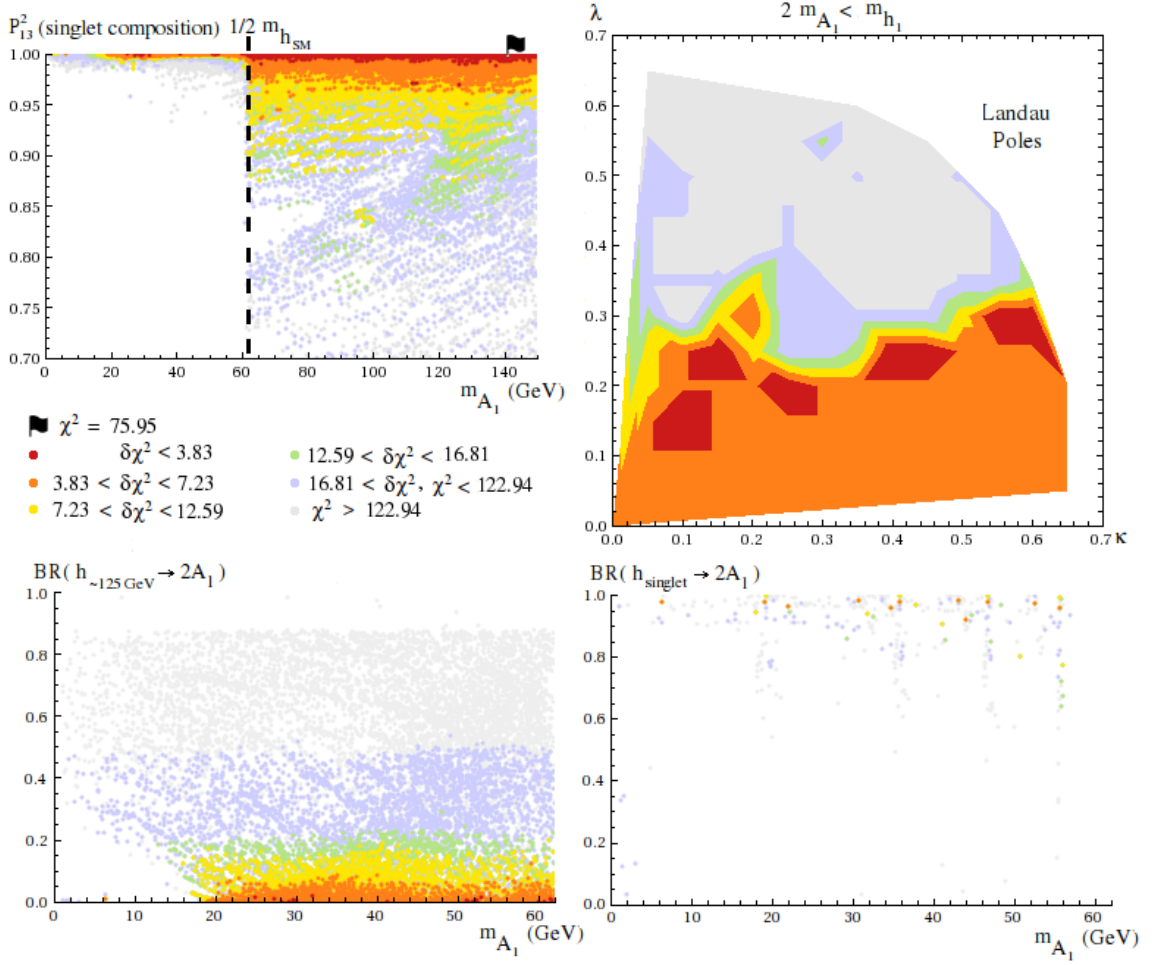 P²₁₃ (singlet composition) 1/2 m_h_SM
1.00
0.95
0.90
0.85
0.80
0.75
0.70
0 20 40 60 80 100 120 140
m_A₁ (GeV)
χ² = 75.95
δχ² < 3.83
3.83 < δχ² < 7.23
7.23 < δχ² < 12.59
12.59 < δχ² < 16.81
16.81 < δχ², χ² < 122.94
χ² > 122.94
λ 2 m_A₁ < m_h₁
0.7
0.6
0.5
0.4
0.3
0.2
0.1
0.0
Landau
Poles
0.0 0.1 0.2 0.3 0.4 0.5 0.6 0.7 κ
BR( h_~125 GeV → 2A₁ )
1.0
0.8
0.6
0.4
0.2
0.0
0 10 20 30 40 50 60
m_A₁ (GeV)
BR( h_singlet → 2A₁ )
1.0
0.8
0.6
0.4
0.2
0.0
0 10 20 30 40 50 60
m_A₁ (GeV)